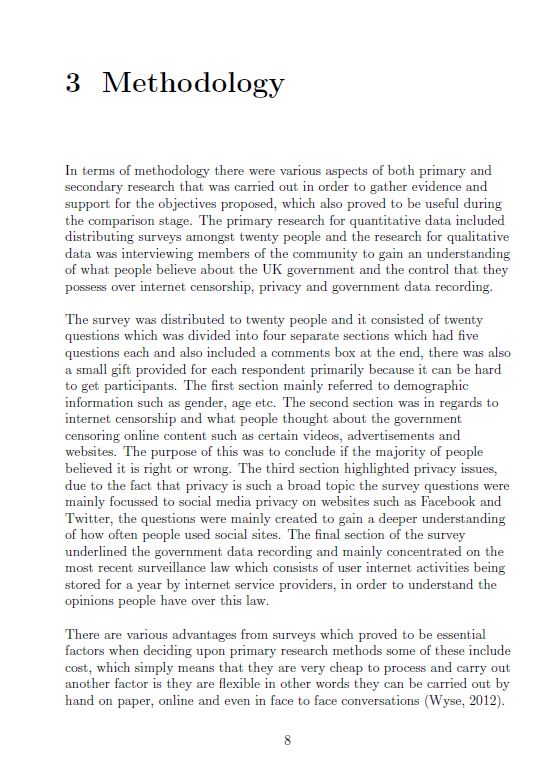 3 Methodology
In terms of methodology there were various aspects of both primary and
secondary research that was carried out in order to gather evidence and
support for the objectives proposed, which also proved to be useful during
the comparison stage. The primary research for quantitative data included
distributing surveys amongst twenty people and the research for qualitative
data was interviewing members of the community to gain an understanding
of what people believe about the UK government and the control that they
possess over internet censorship, privacy and government data recording.
The survey was distributed to twenty people and it consisted of twenty
questions which was divided into four separate sections which had five
questions each and also included a comments box at the end, there was also
a small gift provided for each respondent primarily because it can be hard
to get participants. The first section mainly referred to demographic
information such as gender, age etc. The second section was in regards to
internet censorship and what people thought about the government
censoring online content such as certain videos, advertisements and
websites. The purpose of this was to conclude if the majority of people
believed it is right or wrong. The third section highlighted privacy issues,
due to the fact that privacy is such a broad topic the survey questions were
mainly focussed to social media privacy on websites such as Facebook and
Twitter, the questions were mainly created to gain a deeper understanding
of how often people used social sites. The final section of the survey
underlined the government data recording and mainly concentrated on the
most recent surveillance law which consists of user internet activities being
stored for a year by internet service providers, in order to understand the
opinions people have over this law.
There are various advantages from surveys which proved to be essential
factors when deciding upon primary research methods some of these include
cost, which simply means that they are very cheap to process and carry out
another factor is they are flexible in other words they can be carried out by
hand on paper, online and even in face to face conversations (Wyse, 2012).
8